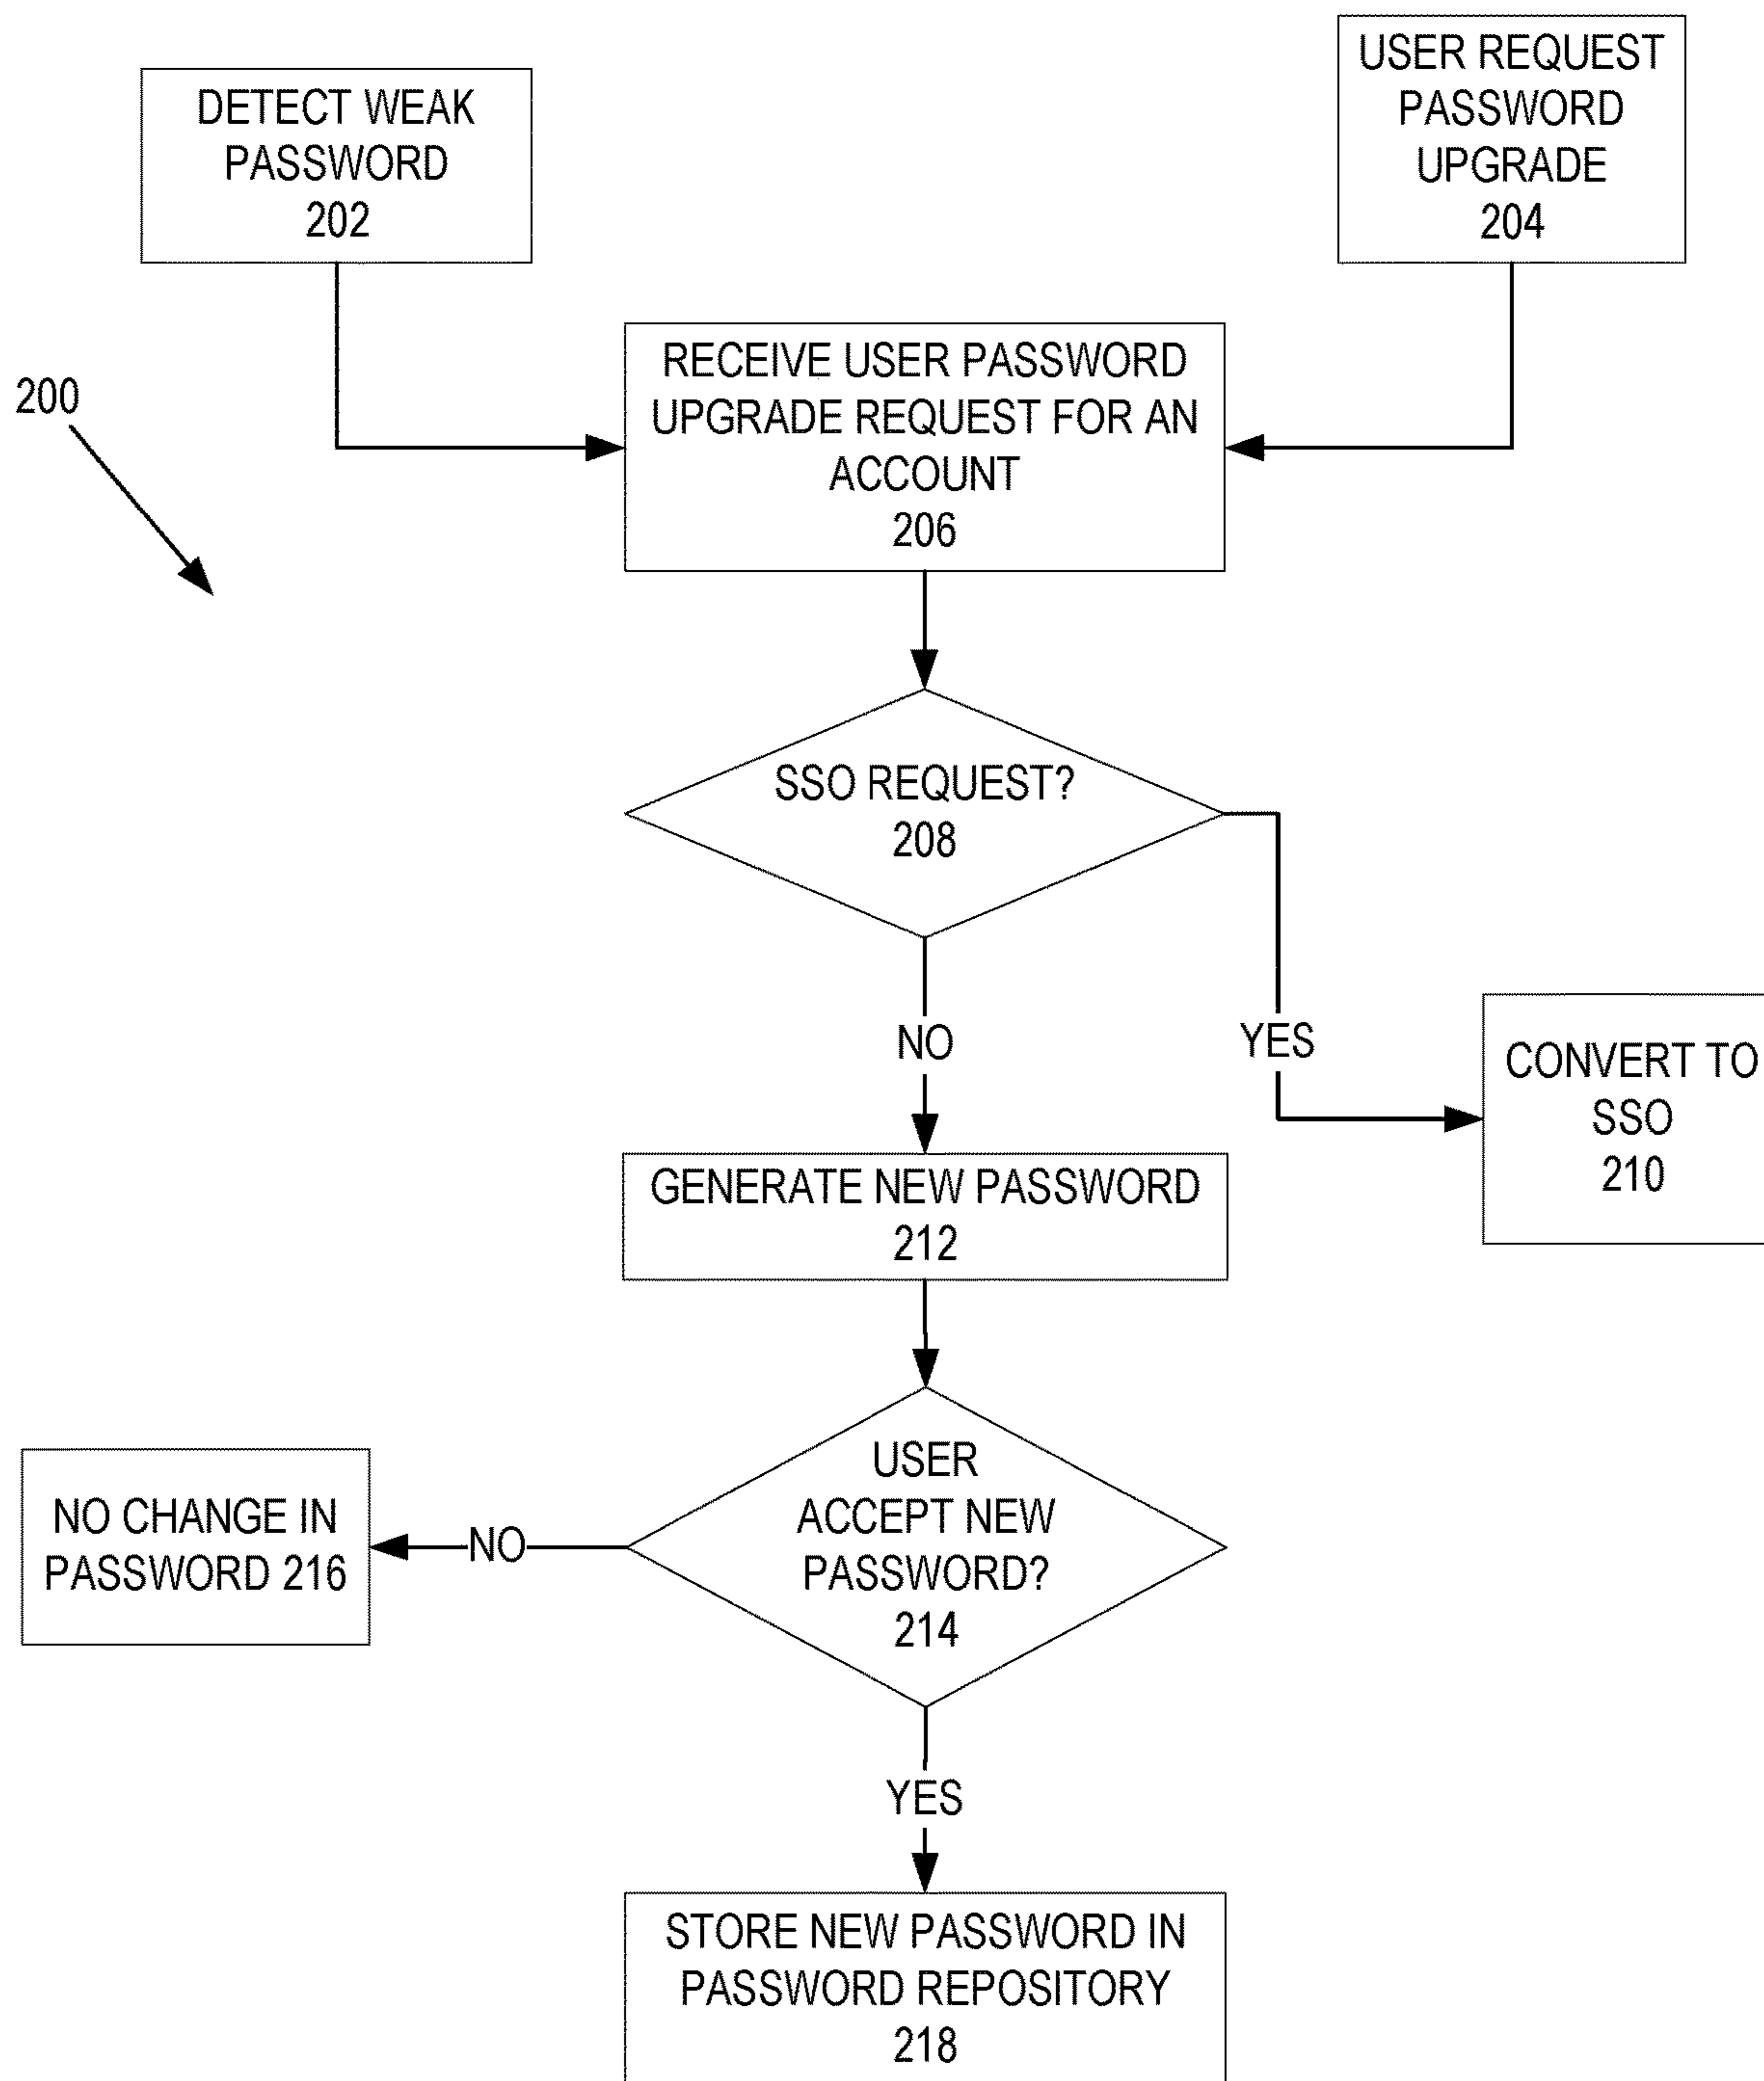 DETECT WEAK
PASSWORD
202
USER REQUEST
PASSWORD
UPGRADE
204
RECEIVE USER PASSWORD
UPGRADE REQUEST FOR AN
ACCOUNT
206
200
SSO REQUEST?
208
NO
YES
CONVERT TO
SSO
210
GENERATE NEW PASSWORD
212
USER
ACCEPT NEW
PASSWORD?
214
NO
NO CHANGE IN
PASSWORD 216
YES
STORE NEW PASSWORD IN
PASSWORD REPOSITORY
218